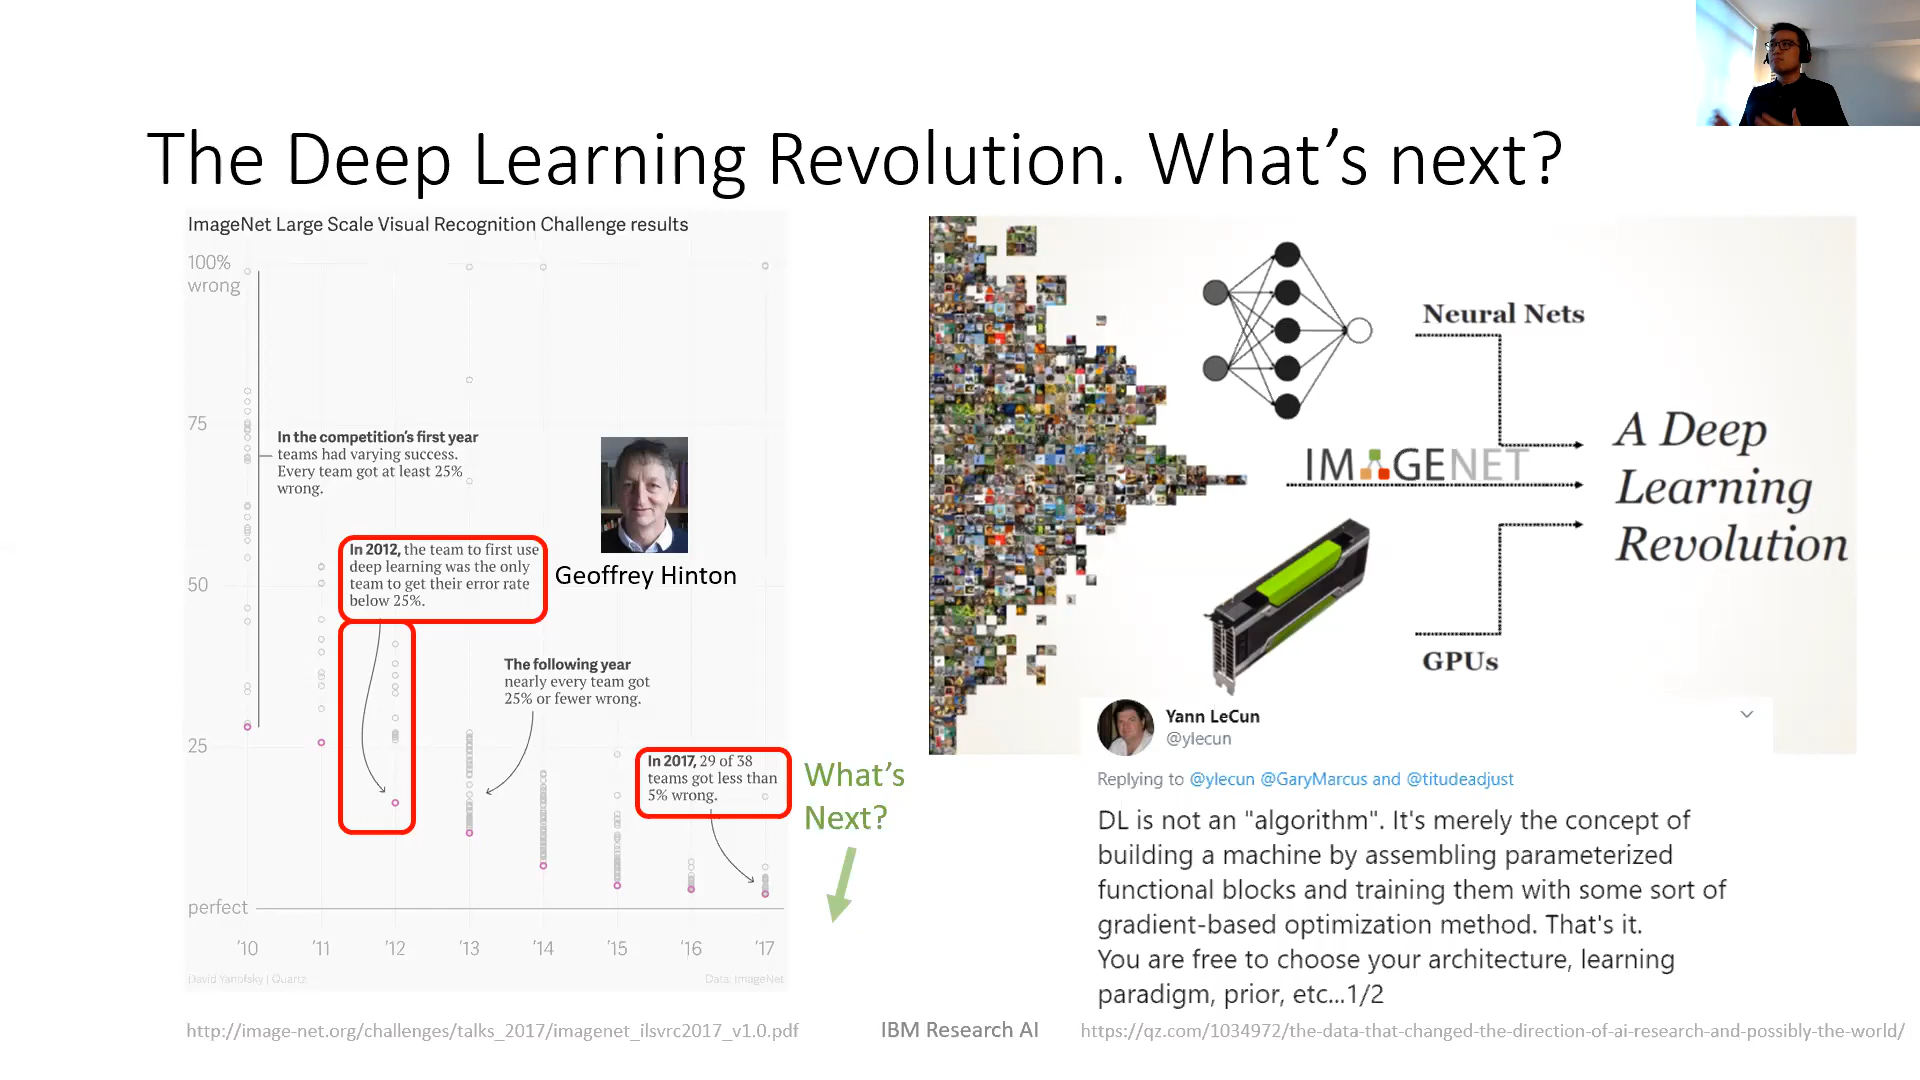 The Deep Learning Revolution. What's next?
ImageNet Large Scale Visual Recognition Challenge results
100%
wrong
75
50
25
perfect
In the competition's first year
teams had varying success.
Every team got at least 25%
wrong.
In 2012, the team to first use
deep learning was the only
team to get their error rate
below 25%.
Geoffrey Hinton
The following year
nearly every team got
25% or fewer wrong.
In 2017, 29 of 38
teams got less than
5% wrong.
What's
Next?
'10 '11 '12 '13 '14 '15 '16 '17
David Yanofsky | Quartz
Data: ImageNet
Neural Nets
IMAGENET
GPUs
A Deep
Learning
Revolution
Yann LeCun
@ylecun
Replying to @ylecun @GaryMarcus and @titudeadjust
DL is not an "algorithm". It's merely the concept of
building a machine by assembling parameterized
functional blocks and training them with some sort of
gradient-based optimization method. That's it.
You are free to choose your architecture, learning
paradigm, prior, etc...1/2
http://image-net.org/challenges/talks_2017/imagenet_ilsvrc2017_v1.0.pdf
IBM Research AI
https://qz.com/1034972/the-data-that-changed-the-direction-of-ai-research-and-possibly-the-world/